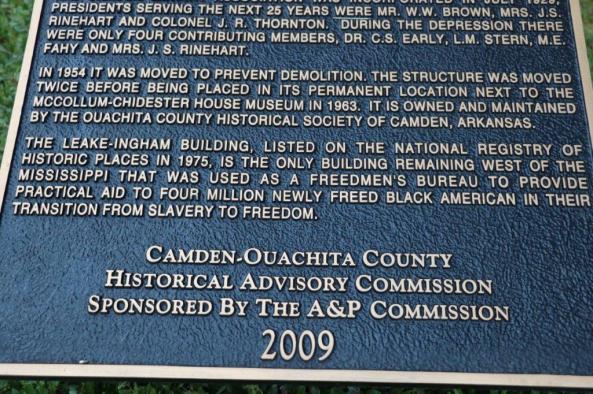 ASSOCIATION WAS INCORPORATED IN JULY 1929,
PRESIDENTS SERVING THE NEXT 25 YEARS WERE MR. W.W. BROWN, MRS. J.S.
RINEHART AND COLONEL J. R. THORNTON. DURING THE DEPRESSION THERE
WERE ONLY FOUR CONTRIBUTING MEMBERS, DR. C.S. EARLY, L.M. STERN, M.E.
FAHY AND MRS. J. S. RINEHART.
IN 1954 IT WAS MOVED TO PREVENT DEMOLITION. THE STRUCTURE WAS MOVED
TWICE BEFORE BEING PLACED IN ITS PERMANENT LOCATION NEXT TO THE
MCCOLLUM-CHIDESTER HOUSE MUSEUM IN 1963. IT IS OWNED AND MAINTAINED
BY THE OUACHITA COUNTY HISTORICAL SOCIETY OF CAMDEN, ARKANSAS.
THE LEAKE-INGHAM BUILDING, LISTED ON THE NATIONAL REGISTRY OF
HISTORIC PLACES IN 1975, IS THE ONLY BUILDING REMAINING WEST OF THE
MISSISSIPPI THAT WAS USED AS A FREEDMEN'S BUREAU TO PROVIDE
PRACTICAL AID TO FOUR MILLION NEWLY FREED BLACK AMERICAN IN THEIR
TRANSITION FROM SLAVERY TO FREEDOM.
CAMDEN-OUACHITA COUNTY
HISTORICAL ADVISORY COMMISSION
SPONSORED BY THE A&P COMMISSION
2009